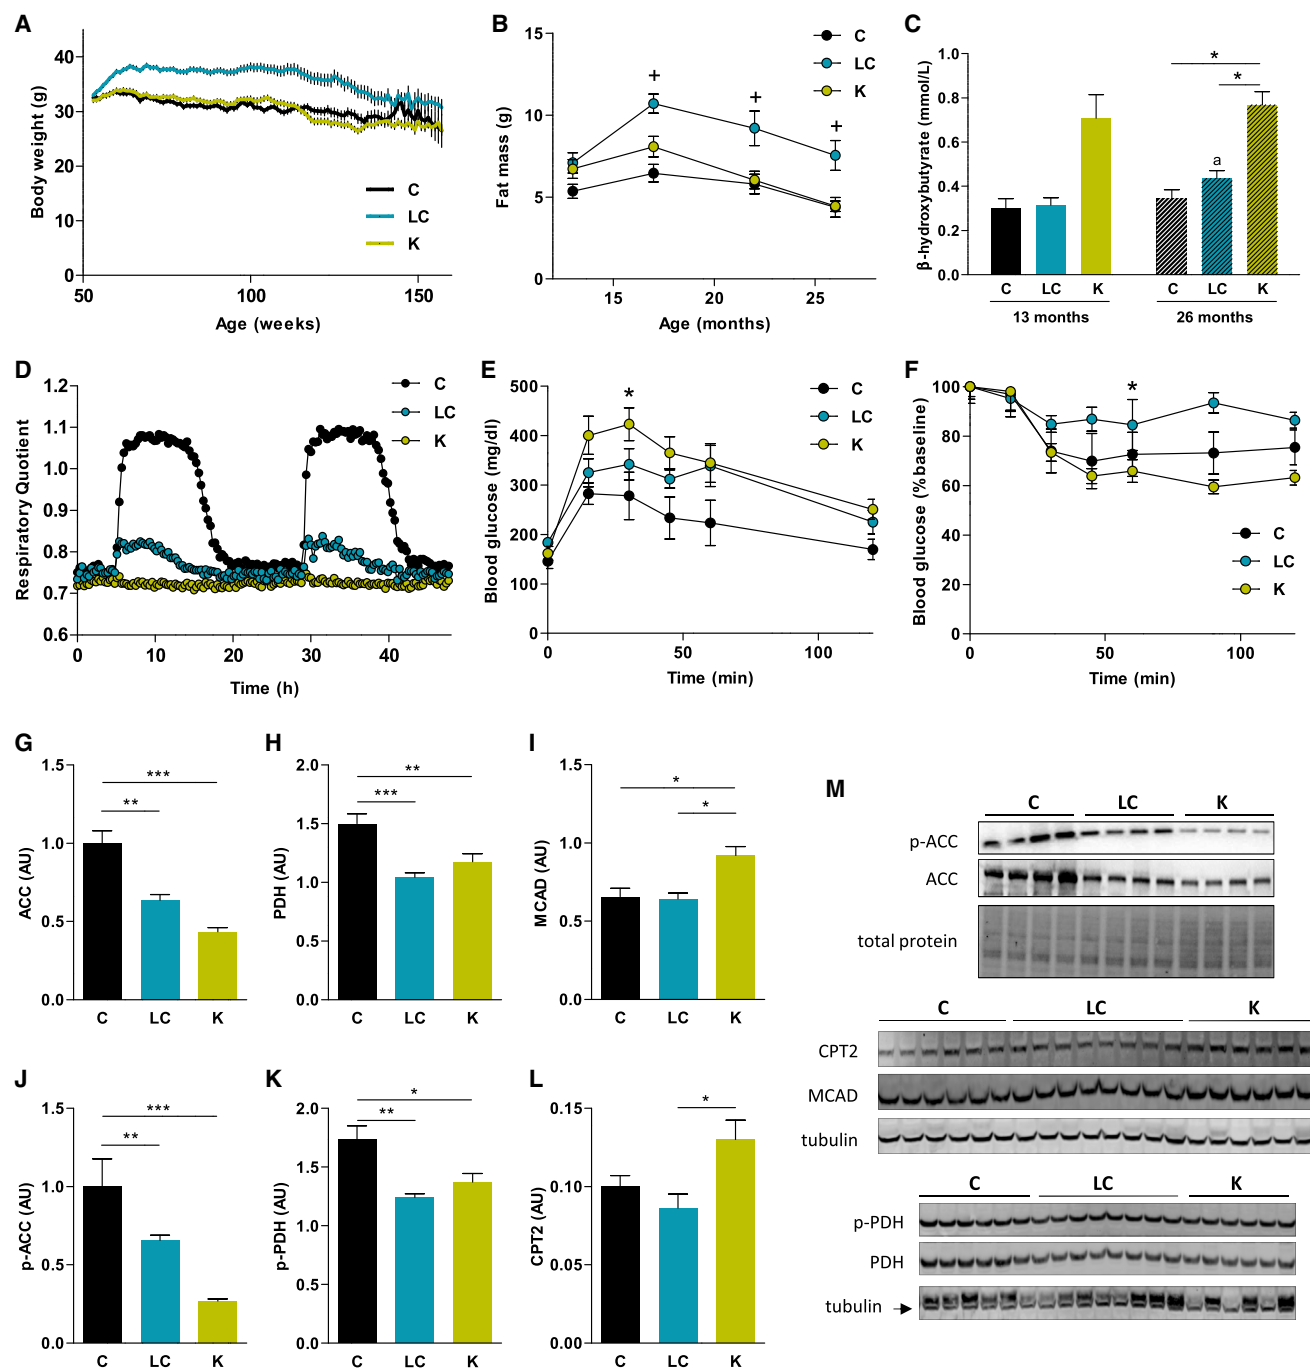 A
Body weight (g)
40
30
20
10
0
50
100
150
Age (weeks)
C
LC
K
B
Fat mass (g)
15
10
5
0
15
20
25
Age (months)
+
+
+
C
LC
K
C
β-hydroxybutyrate (mmol/L)
1.0
0.8
0.6
0.4
0.2
0.0
*
*
a
C LC K C LC K
13 months 26 months
D
Respiratory Quotient
1.2
1.1
1.0
0.9
0.8
0.7
0.6
0 10 20 30 40
Time (h)
C
LC
K
E
Blood glucose (mg/dl)
500
400
300
200
100
0
0 50 100
Time (min)
*
C
LC
K
F
Blood glucose (% baseline)
100
80
60
40
20
0
0 50 100
Time (min)
*
C
LC
K
G
ACC (AU)
1.5
1.0
0.5
0.0
***
**
C LC K
H
PDH (AU)
2.0
1.5
1.0
0.5
0.0
**
***
C LC K
I
MCAD (AU)
1.5
1.0
0.5
0.0
*
*
C LC K
J
p-ACC (AU)
1.5
1.0
0.5
0.0
***
**
C LC K
K
p-PDH (AU)
2.0
1.5
1.0
0.5
0.0
*
**
C LC K
L
CPT2 (AU)
0.15
0.10
0.05
0.00
*
C LC K
M
C LC K
p-ACC
ACC
total protein
C LC K
CPT2
MCAD
tubulin
C LC K
p-PDH
PDH
tubulin